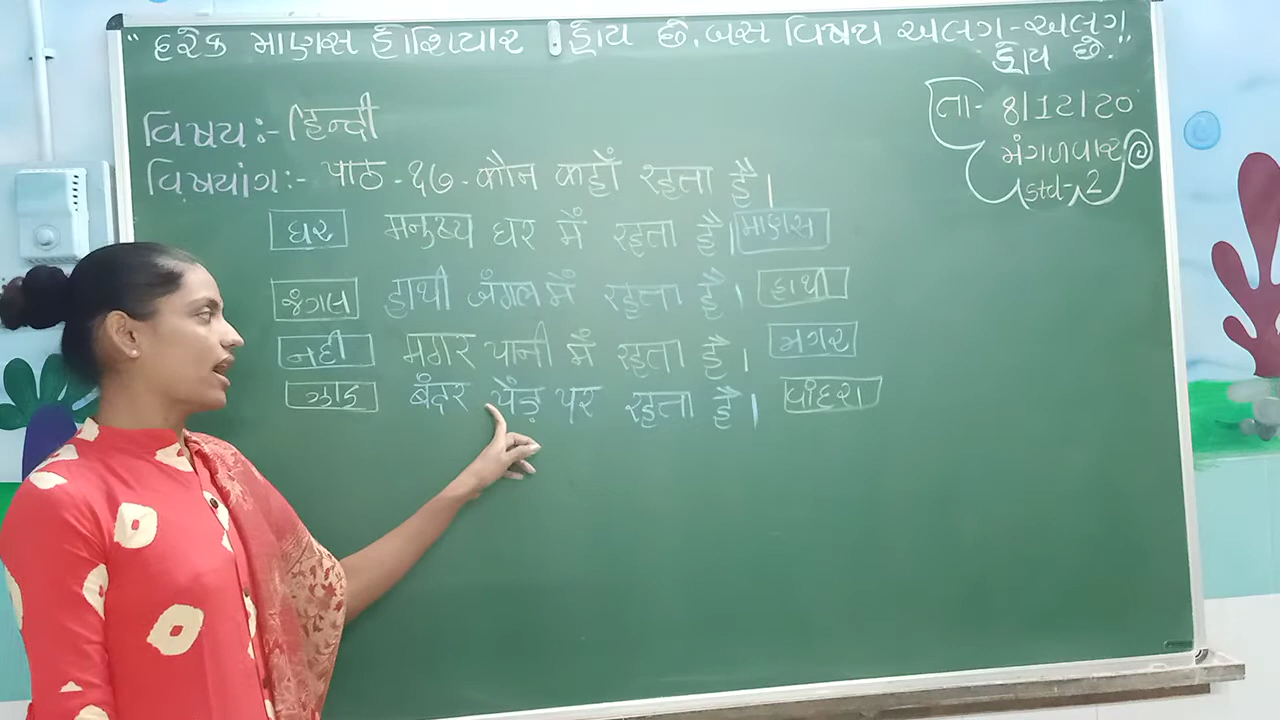 "દરેક માણસ હોશિયાર હોય છે. બસ વિષય અલગ-અલગ
હોય છે."
તા- 8/12/20
મંગળવાર
std-2
વિષય:- हिन्दी
વિષયાંગ:- पाठ - १७ - कौन कहाँ रहता है।
ઘર मनुष्य घर में रहता है। માણસ
જંગલ हाथी जंगल में रहता है। હાથી
નદી मगर पानी में रहता है। મગર
ઝાડ बंदर पेंड़ पर रहता है। વાંદરા